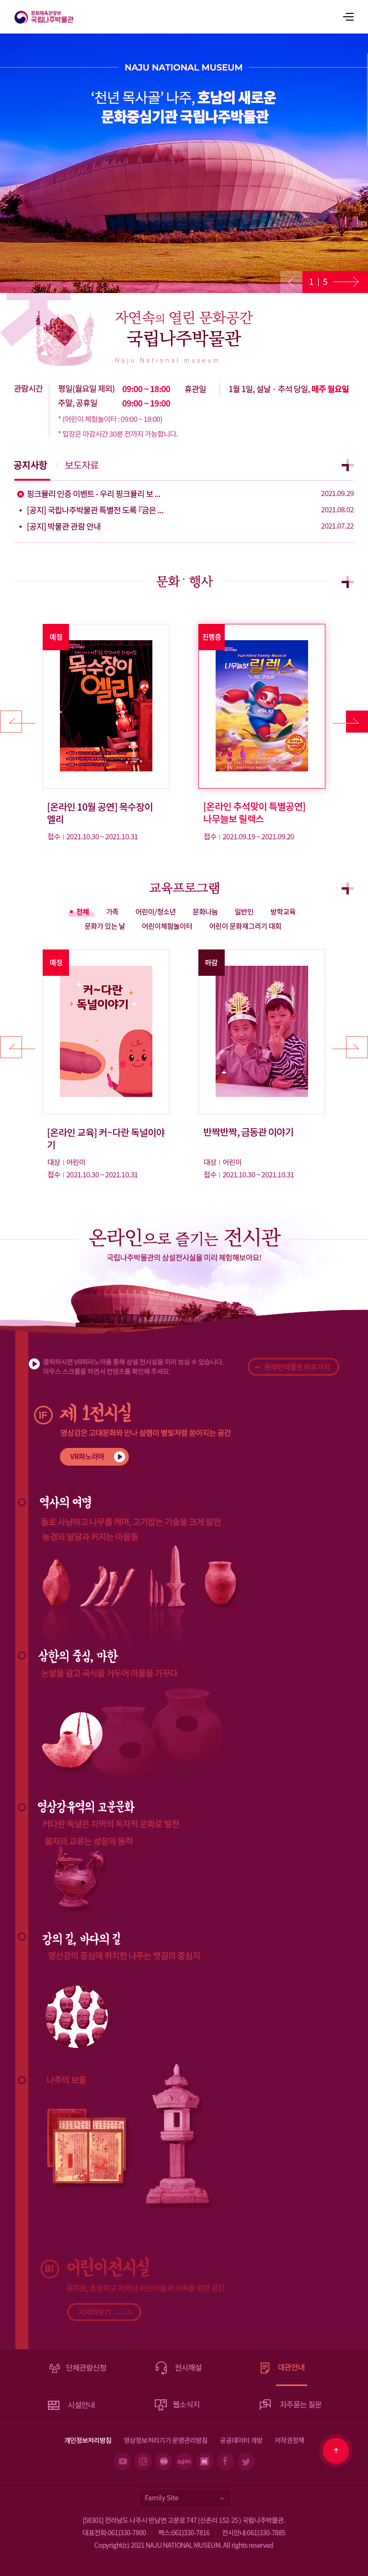 문화체육관광부
국립나주박물관
NAJU NATIONAL MUSEUM
‘천년 목사골’ 나주, 호남의 새로운
문화중심기관 국립나주박물관
1 | 5
자연속의 열린 문화공간
국립나주박물관
Naju National museum
관람시간
평일(월요일 제외) 09:00 ~ 18:00
주말, 공휴일 09:00 ~ 19:00
* (어린이 체험놀이터 : 09:00 ~ 18:00)
* 입장은 마감시간 30분 전까지 가능합니다.
휴관일
1월 1일, 설날 · 추석 당일, 매주 월요일
공지사항 보도자료
핑크뮬리 인증 이벤트 - 우리 핑크뮬리 보 ... 2021.09.29
[공지] 국립나주박물관 특별전 도록 『금은 ... 2021.08.02
[공지] 박물관 관람 안내 2021.07.22
문화 · 행사
예정
목수장이
엘리
[온라인 10월 공연] 목수장이
엘리
접수 | 2021.10.30 ~ 2021.10.31
진행중
Fun-filled Family Musical
나무늘보 릴렉스
[온라인 추석맞이 특별공연]
나무늘보 릴렉스
접수 | 2021.09.19 ~ 2021.09.20
교육프로그램
전체 가족 어린이/청소년 문화나눔 일반인 방학교육
문화가 있는 날 어린이체험놀이터 어린이 문화재그리기 대회
예정
커~다란
독널이야기
[온라인 교육] 커~다란 독널이야
기
대상 | 어린이
접수 | 2021.10.30 ~ 2021.10.31
마감
반짝반짝, 금동관 이야기
대상 | 어린이
접수 | 2021.10.30 ~ 2021.10.31
온라인으로 즐기는 전시관
국립나주박물관의 상설전시실을 미리 체험해보아요!
클릭하시면 VR파라노마를 통해 상설 전시실을 미리 보실 수 있습니다.
마우스 스크롤을 하면서 컨텐츠를 확인해 주세요.
온라인박물관 바로가기
1F 제 1전시실
영상강은 고대문화와 만나 설렘이 별빛처럼 쏟아지는 공간
VR파노라마
역사의 여명
돌로 사냥하고 나무를 캐며, 고기잡는 기술을 크게 발전
농경의 발달과 커지는 마을들
삼한의 중심, 마한
논밭을 갈고 곡식을 거두어 마을을 가꾸다
영상강유역의 고분문화
커다란 독널은 지역의 독자적 문화로 발전
물자의 교류는 성장의 동력
강의 길, 바다의 길
영산강의 중심에 위치한 나주는 뱃길의 중심지
나주의 보물
B1 어린이전시실
유치원, 초등학교 저학년 어린이들과 가족을 위한 공간
자세히보기
단체관람신청 전시해설 대관안내
시설안내 웹소식지 자주묻는 질문
개인정보처리방침 영상정보처리기기 운영관리방침 공공데이터 개방 저작권정책
Family Site
[58301] 전라남도 나주시 반남면 고분로 747 (신촌리 152-25 ) 국립나주박물관.
대표전화:061)330-7800 팩스:061)330-7816 전시안내:061)330-7885
Copyright(c) 2021 NAJU NATIONAL MUSEUM. All rights reserved